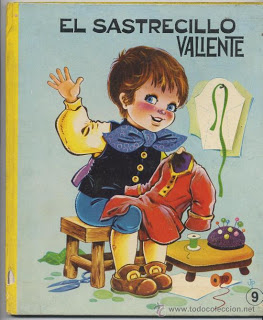 EL SASTRECILLO
VALIENTE
9
www.todocoleccion.net